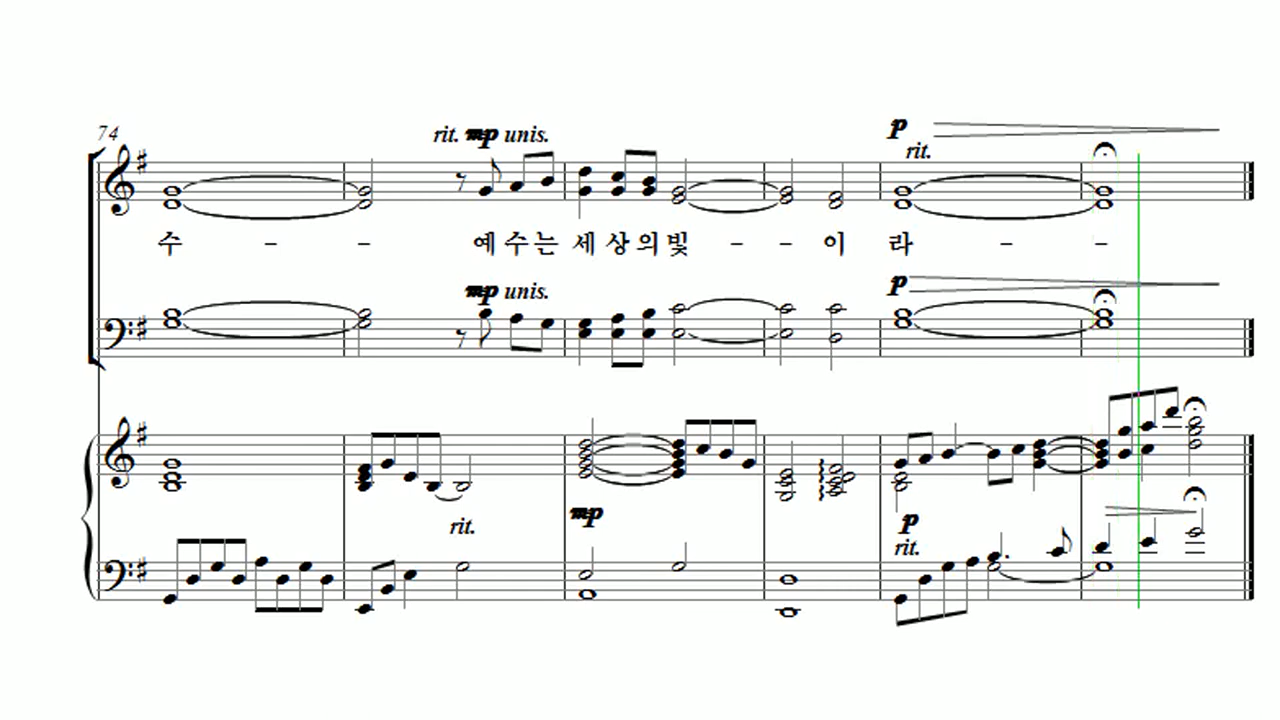 74
rit. mp unis.
p
rit.
수 - - 예 수 는 세 상 의 빛 - - 이 라 - -
mp unis.
p
rit.
mp
p
rit.